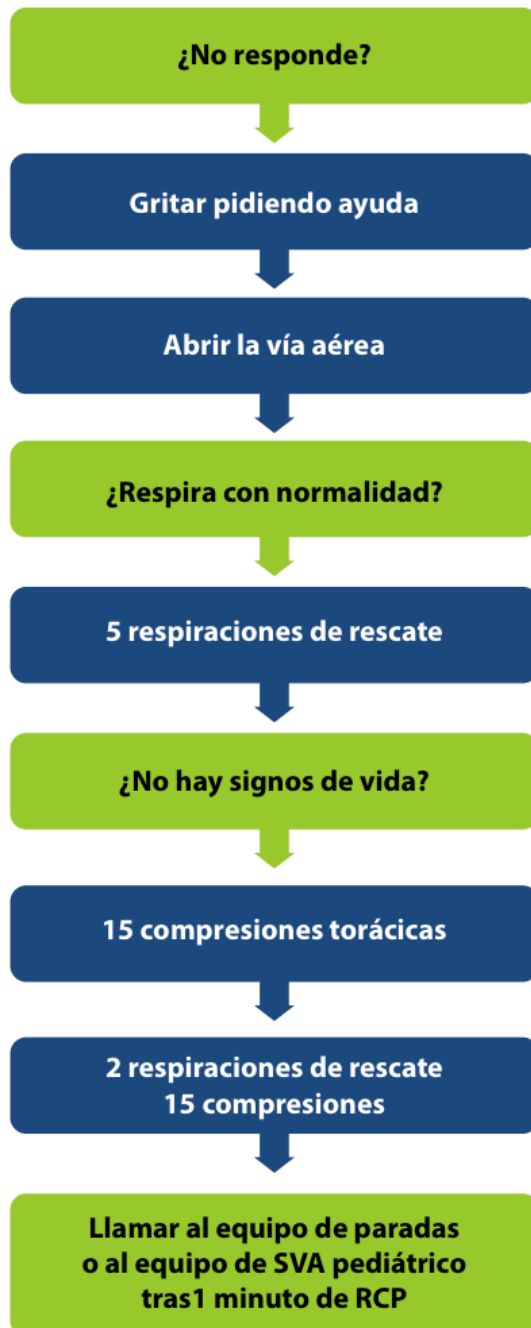 ¿No responde?
Gritar pidiendo ayuda
Abrir la vía aérea
¿Respira con normalidad?
5 respiraciones de rescate
¿No hay signos de vida?
15 compresiones torácicas
2 respiraciones de rescate
15 compresiones
Llamar al equipo de paradas
o al equipo de SVA pediátrico
tras1 minuto de RCP